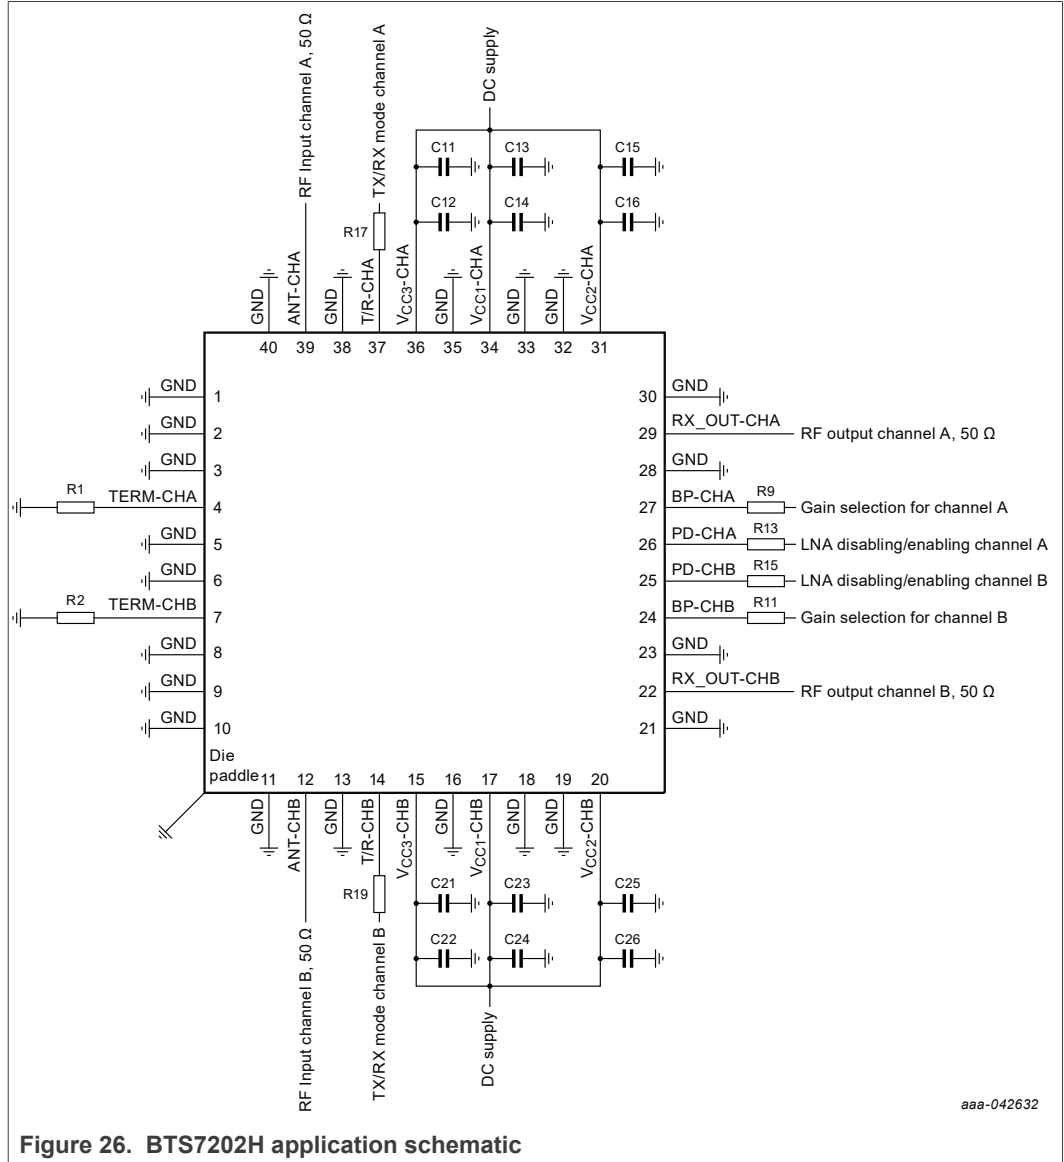 RF Input channel A, 50 Ω
TX/RX mode channel A
DC supply
C11
C13
C15
C12
C14
C16
R17
GND
ANT-CHA
GND
T/R-CHA
VCC3-CHA
GND
VCC1-CHA
GND
GND
VCC2-CHA
40
39
38
37
36
35
34
33
32
31
GND
1
GND
2
GND
3
R1
TERM-CHA
4
GND
5
GND
6
R2
TERM-CHB
7
GND
8
GND
9
GND
10
30
GND
29
RX_OUT-CHA
RF output channel A, 50 Ω
28
GND
27
BP-CHA
R9
Gain selection for channel A
26
PD-CHA
R13
LNA disabling/enabling channel A
25
PD-CHB
R15
LNA disabling/enabling channel B
24
BP-CHB
R11
Gain selection for channel B
23
GND
22
RX_OUT-CHB
RF output channel B, 50 Ω
21
GND
Die
paddle
11
12
13
14
15
16
17
18
19
20
GND
ANT-CHB
GND
T/R-CHB
VCC3-CHB
GND
VCC1-CHB
GND
GND
VCC2-CHB
R19
C21
C23
C25
C22
C24
C26
RF Input channel B, 50 Ω
TX/RX mode channel B
DC supply
aaa-042632
Figure 26. BTS7202H application schematic